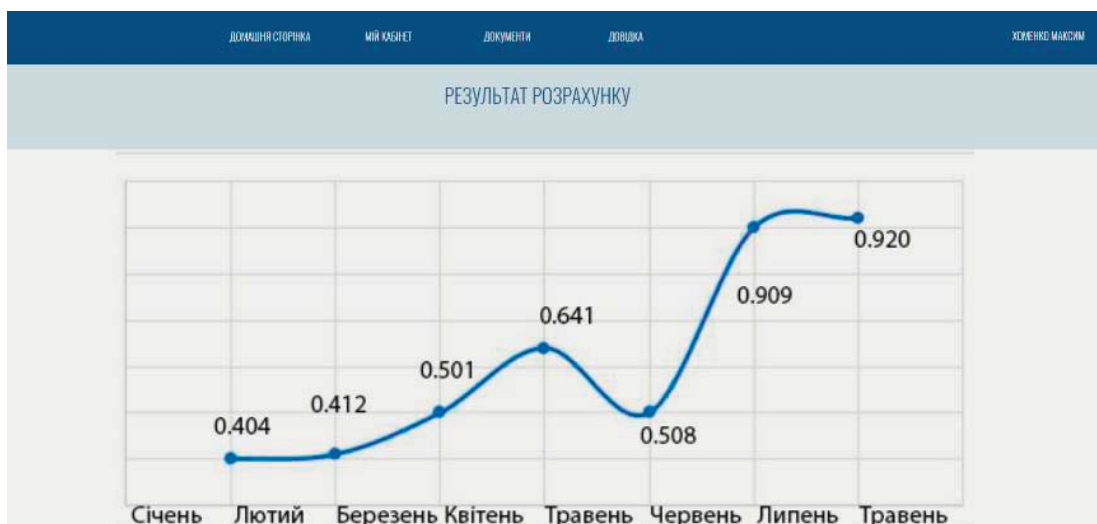 ДОМАШНЯ СТОРІНКА МІЙ КАБІНЕТ ДОКУМЕНТИ ДОВІДКА ХОМЕНКО МАКСИМ
РЕЗУЛЬТАТ РОЗРАХУНКУ
0.920
0.909
0.641
0.501
0.412
0.404
0.508
Січень Лютий Березень Квітень Травень Червень Липень Травень